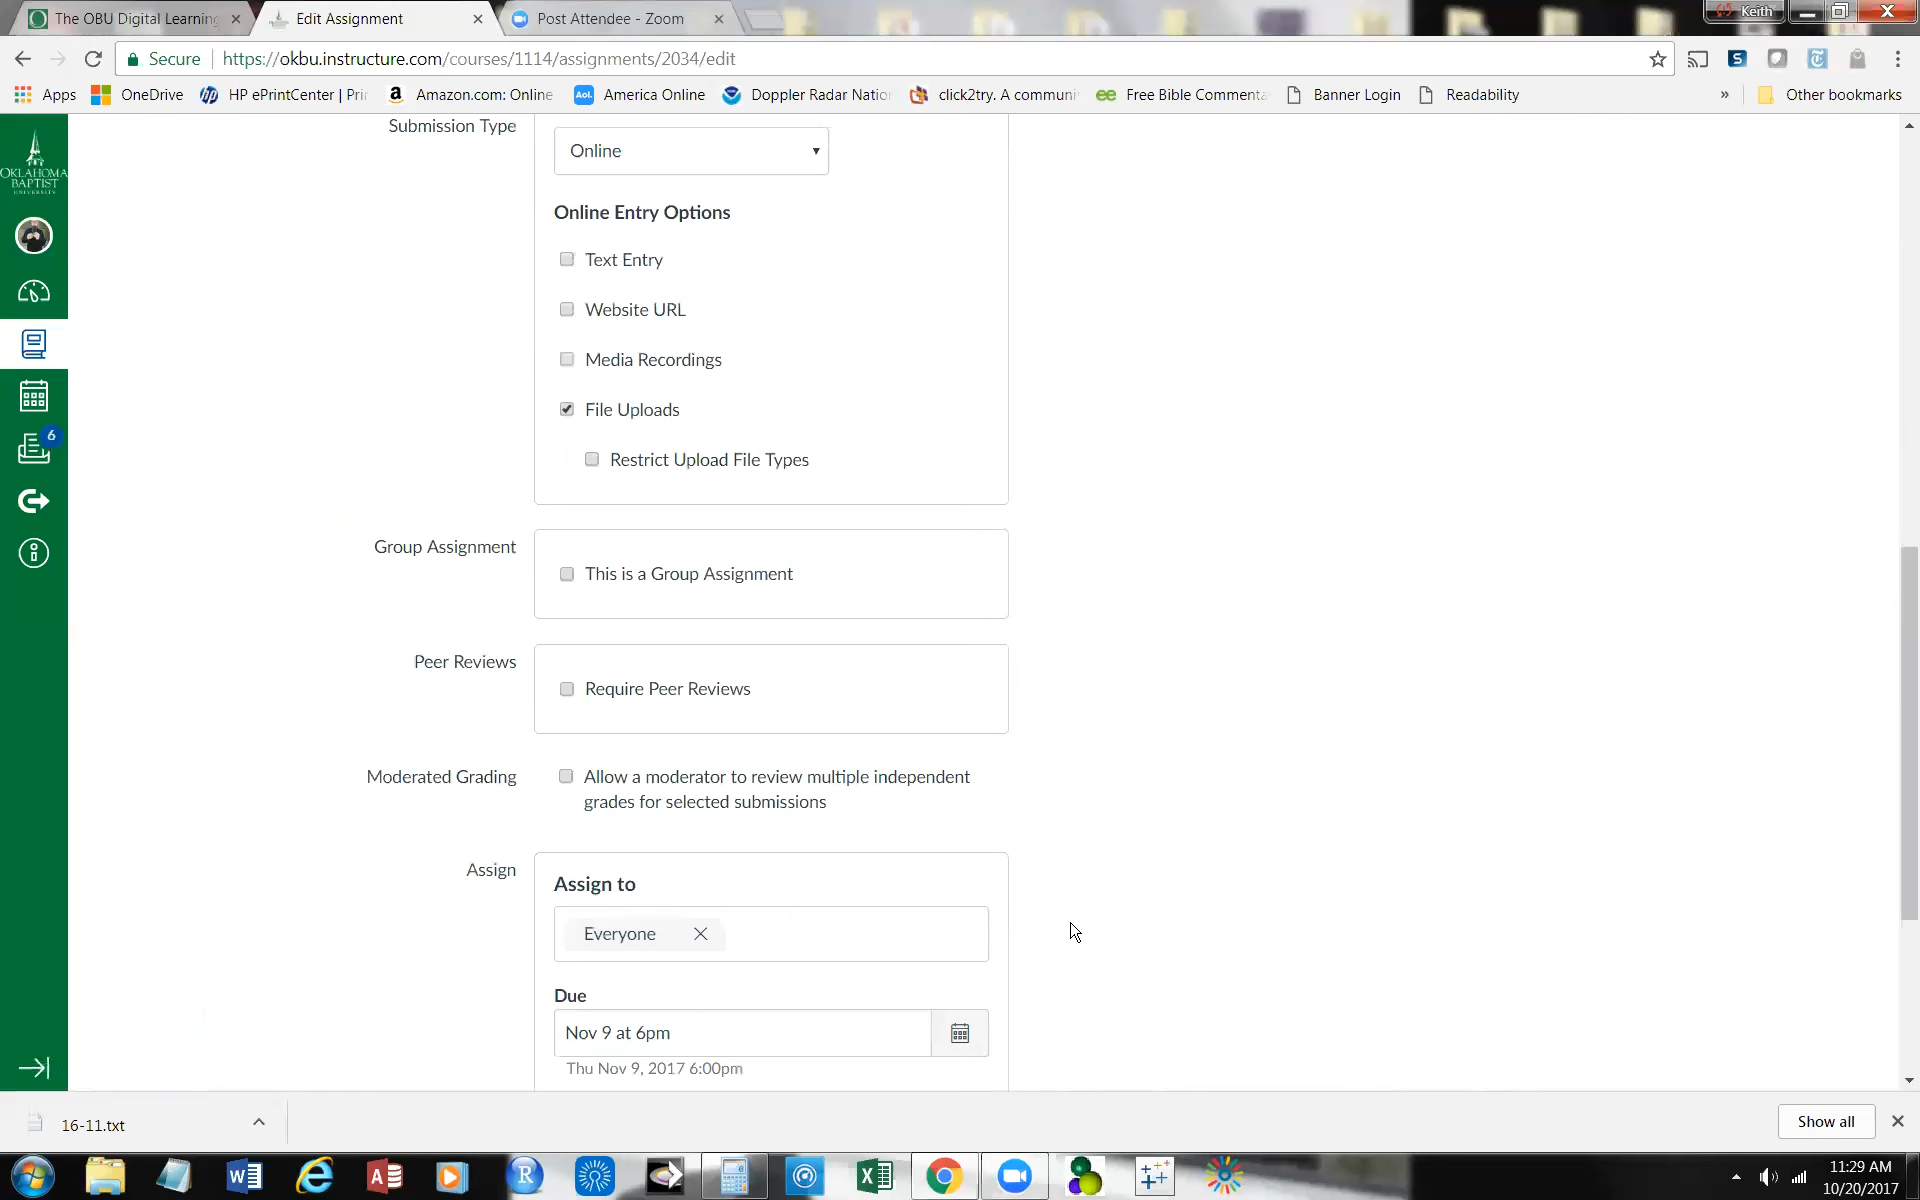 The OBU Digital Learning
Edit Assignment
Post Attendee - Zoom
Keith
Secure
https://okbu.instructure.com/courses/1114/assignments/2034/edit
Apps
OneDrive
HP ePrintCenter | Pri
Amazon.com: Online
Aol.
America Online
Doppler Radar Natio
click2try. A communi
Free Bible Commenta
Banner Login
Readability
»
Other bookmarks
OKLAHOMA
BAPTIST
UNIVERSITY
6
Submission Type
Online
Online Entry Options
Text Entry
Website URL
Media Recordings
File Uploads
Restrict Upload File Types
Group Assignment
This is a Group Assignment
Peer Reviews
Require Peer Reviews
Moderated Grading
Allow a moderator to review multiple independent
grades for selected submissions
Assign
Assign to
Everyone
Due
Nov 9 at 6pm
Thu Nov 9, 2017 6:00pm
16-11.txt
Show all
11:29 AM
10/20/2017